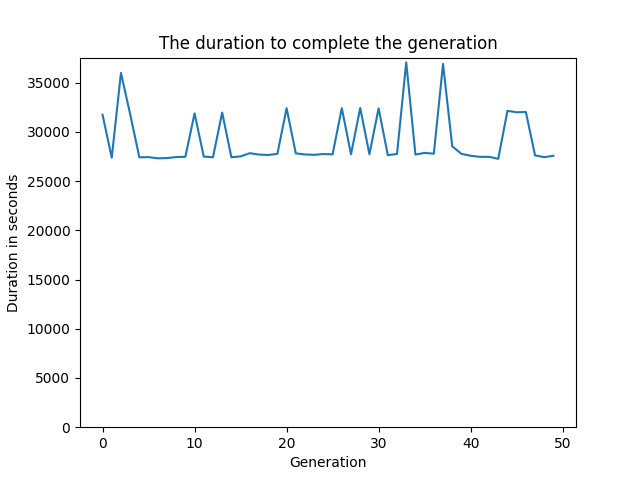 The duration to complete the generation
35000
30000
25000
20000
15000
10000
5000
0
Duration in seconds
0 10 20 30 40 50
Generation